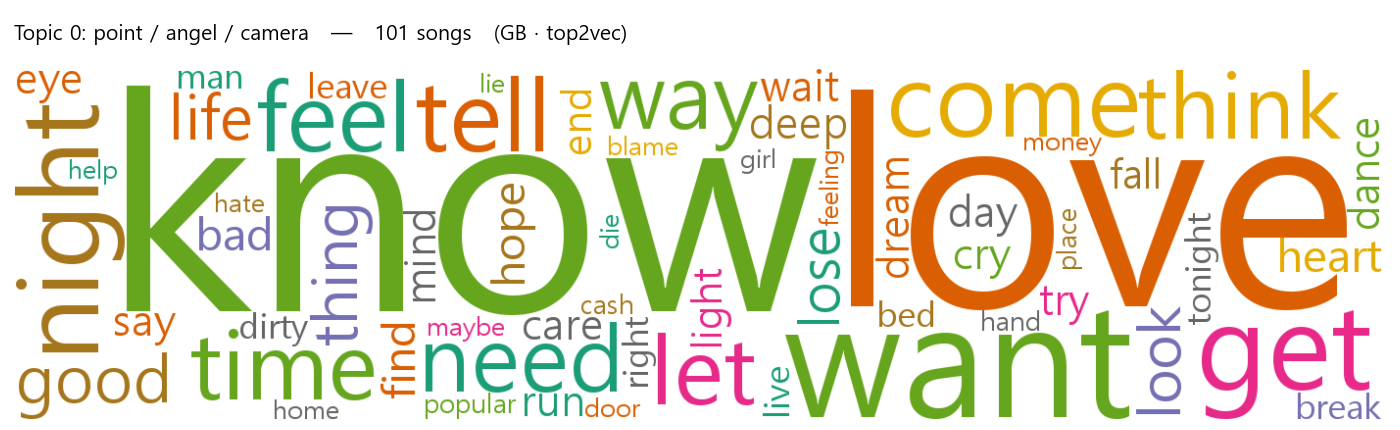 Topic 0: point / angel / camera — 101 songs (GB · top2vec)
eye
man
lie
leave
life
feel
tell
end
way
wait
deep
blame
girl
come
think
money
night
help
know
love
feeling
dream
fall
dance
hate
bad
thing
mind
hope
die
lose
day
cry
place
tonight
heart
say
dirty
find
maybe
care
cash
right
light
bed
hand
try
look
good
time
need
let
want
get
home
popular
run
door
live
break